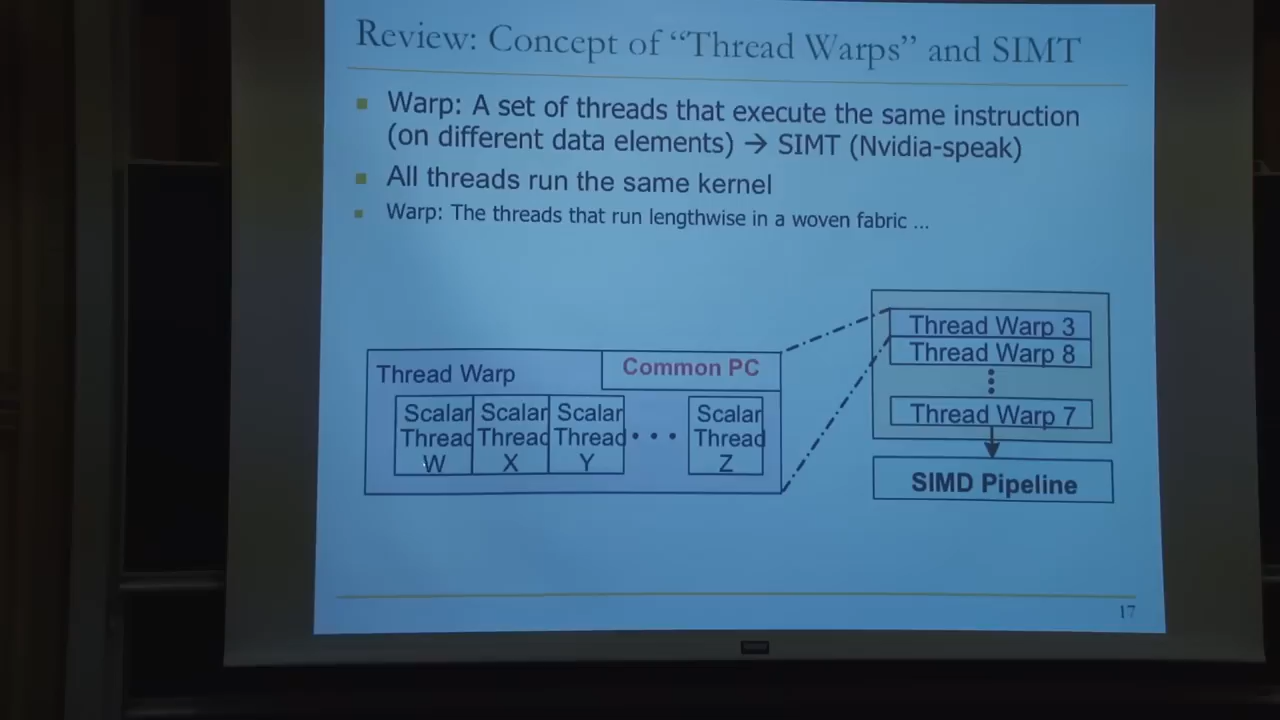 Review: Concept of “Thread Warps” and SIMT
Warp: A set of threads that execute the same instruction
(on different data elements) → SIMT (Nvidia-speak)
All threads run the same kernel
Warp: The threads that run lengthwise in a woven fabric ...
Thread Warp
Common PC
Scalar
Thread
W
Scalar
Thread
X
Scalar
Thread
Y
Scalar
Thread
Z
Thread Warp 3
Thread Warp 8
Thread Warp 7
SIMD Pipeline
17